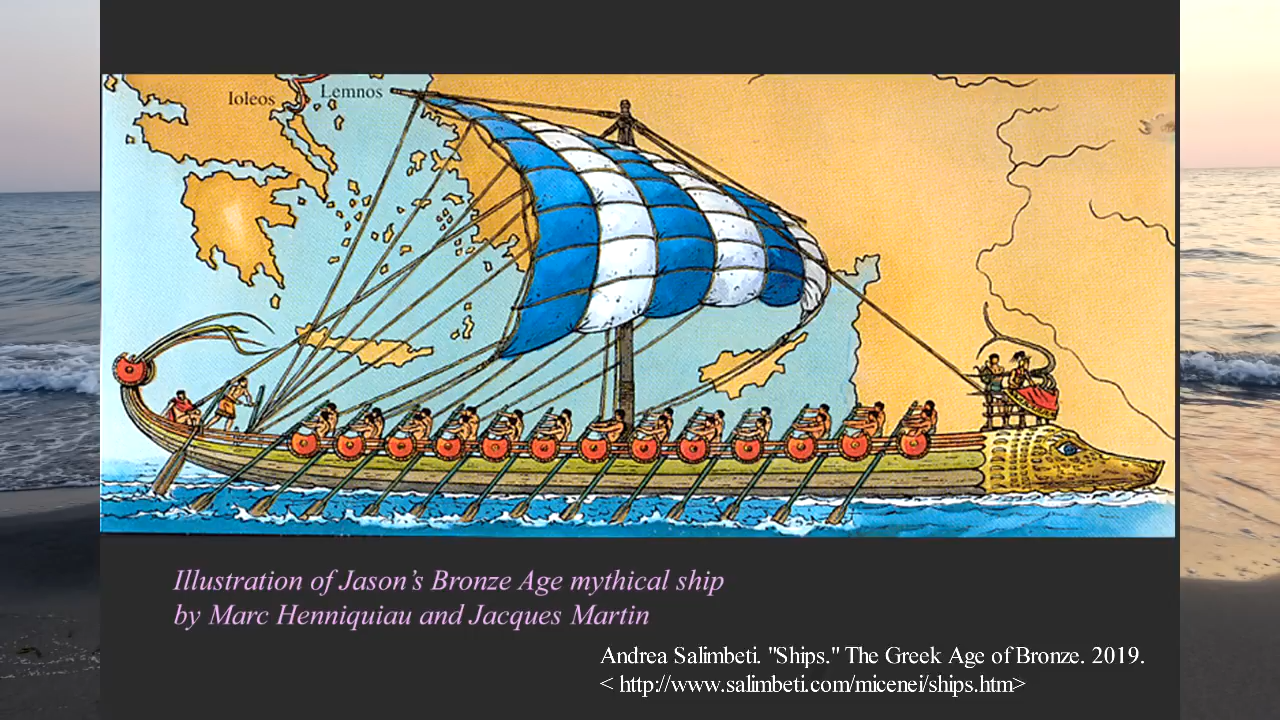 Ioleos
Lemnos
Illustration of Jason’s Bronze Age mythical ship
by Marc Henniquiau and Jacques Martin
Andrea Salimbeti. "Ships." The Greek Age of Bronze. 2019.
< http://www.salimbeti.com/micenei/ships.htm>